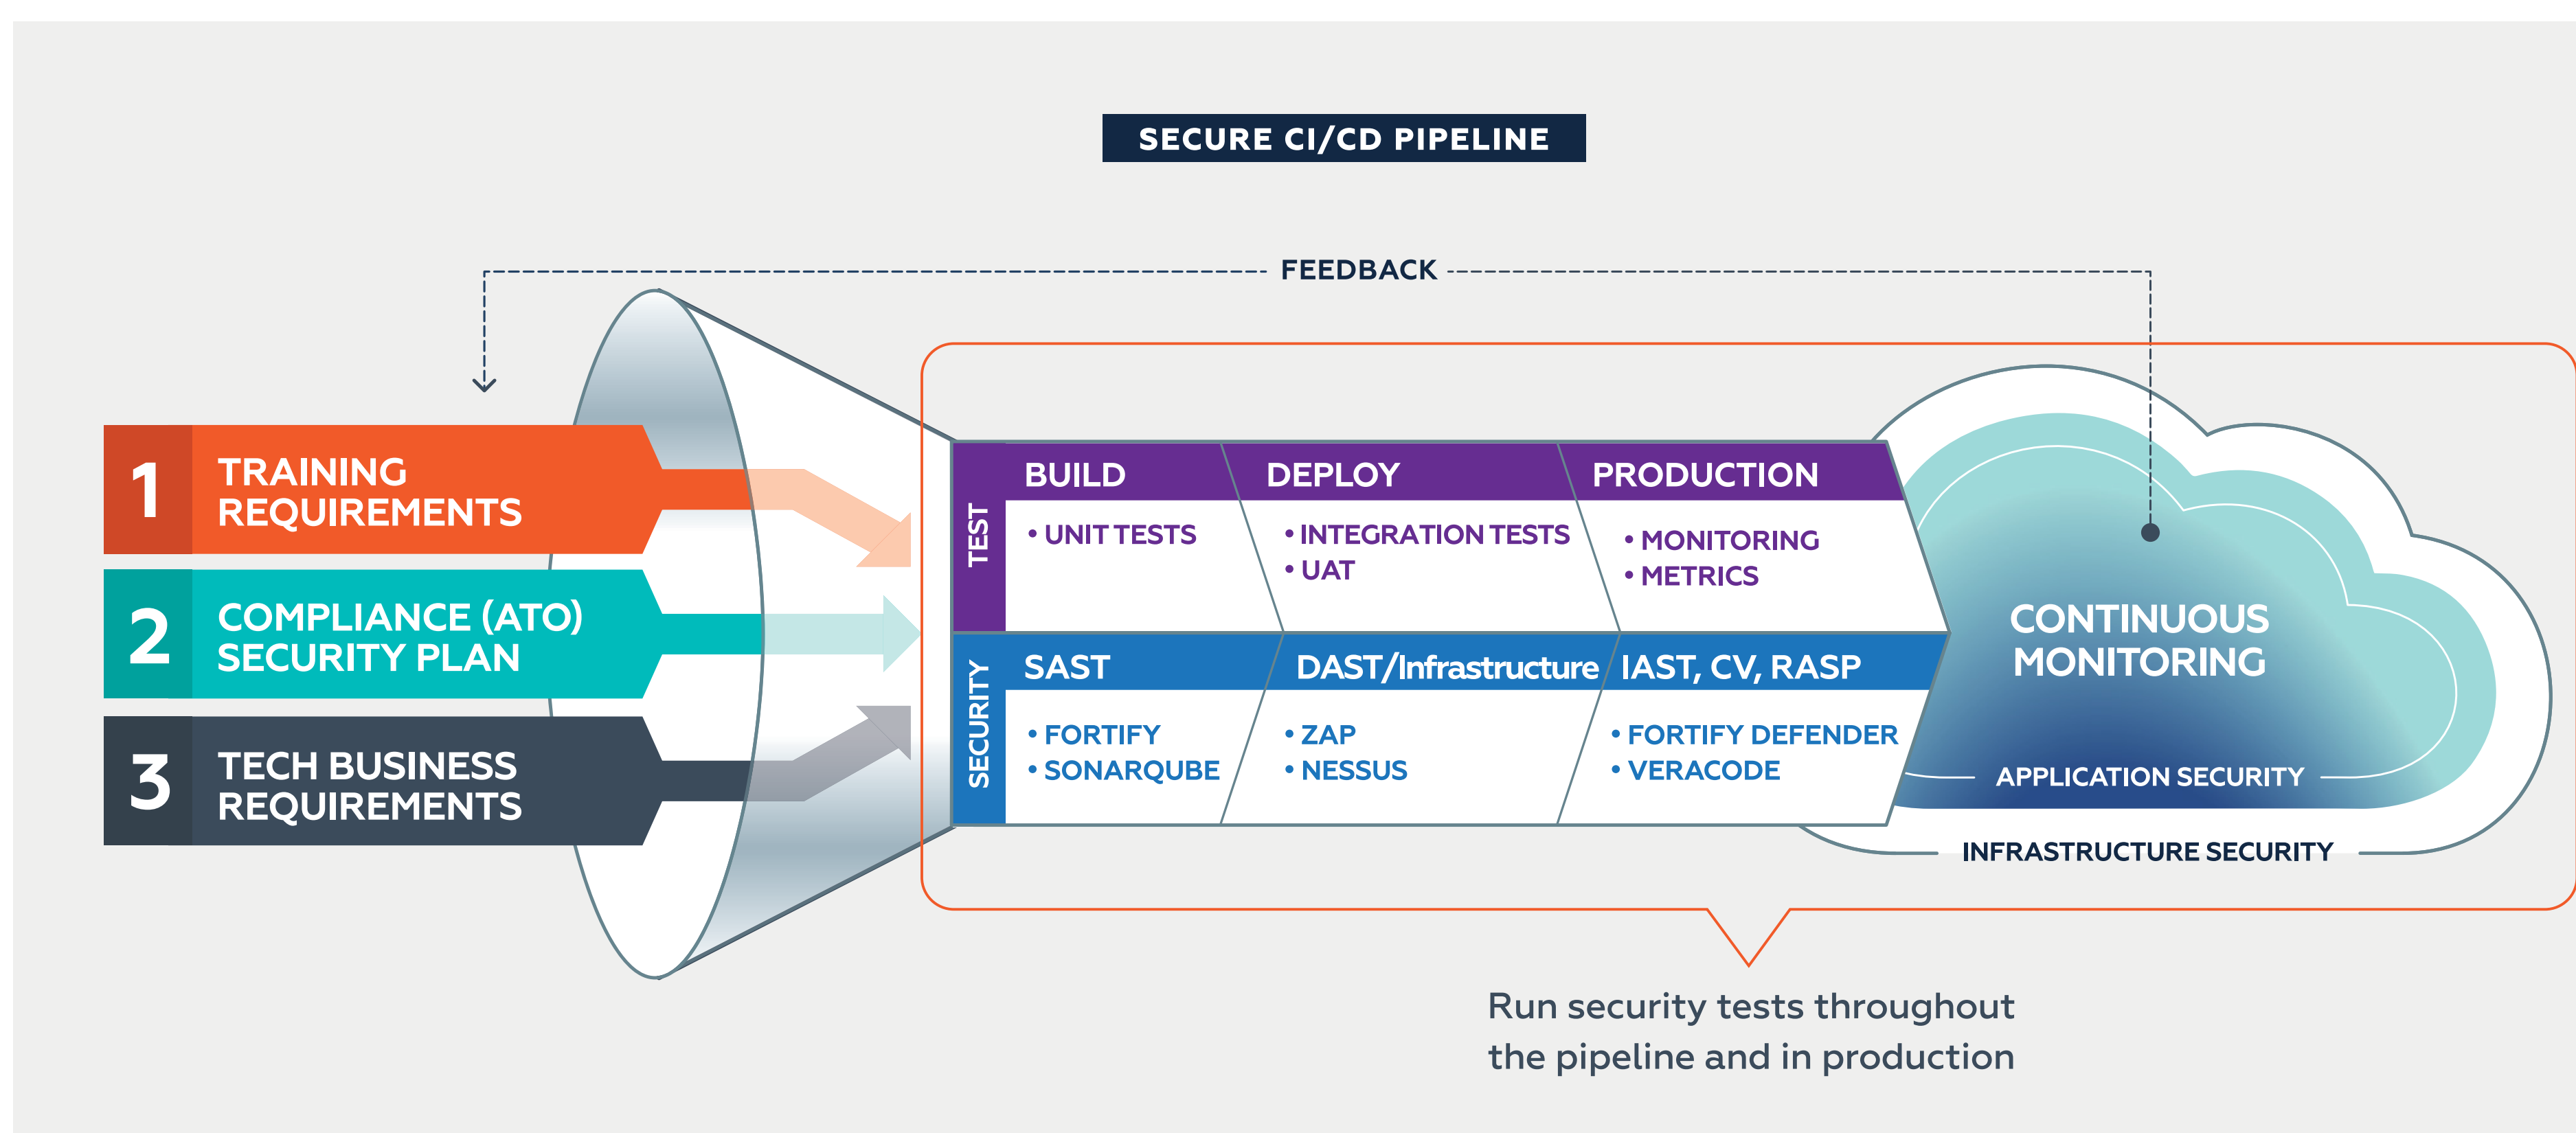 SECURE CI/CD PIPELINE
FEEDBACK
1
TRAINING
REQUIREMENTS
2
COMPLIANCE (ATO)
SECURITY PLAN
3
TECH BUSINESS
REQUIREMENTS
TEST
BUILD
• UNIT TESTS
DEPLOY
• INTEGRATION TESTS
• UAT
PRODUCTION
• MONITORING
• METRICS
SECURITY
SAST
• FORTIFY
• SONARQUBE
DAST/Infrastructure
• ZAP
• NESSUS
IAST, CV, RASP
• FORTIFY DEFENDER
• VERACODE
CONTINUOUS
MONITORING
APPLICATION SECURITY
INFRASTRUCTURE SECURITY
Run security tests throughout
the pipeline and in production